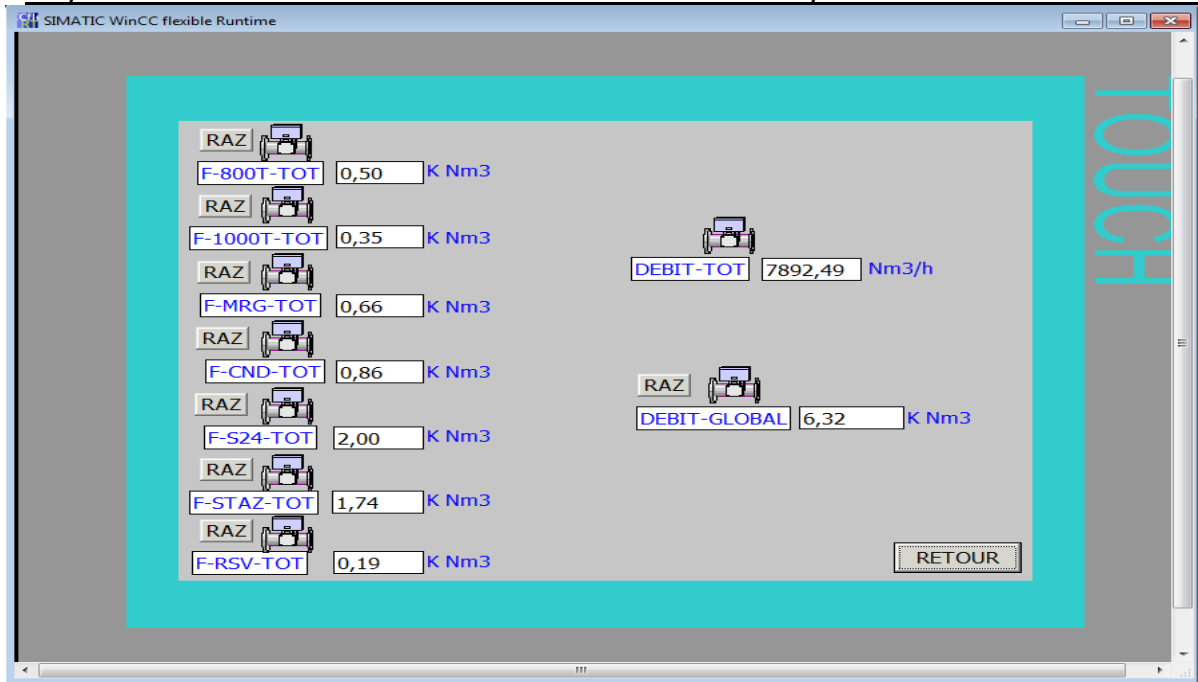 SIMATIC WinCC flexible Runtime
TOUCH
RAZ
F-800T-TOT 0,50 K Nm3
RAZ
F-1000T-TOT 0,35 K Nm3
RAZ
F-MRG-TOT 0,66 K Nm3
RAZ
F-CND-TOT 0,86 K Nm3
RAZ
F-S24-TOT 2,00 K Nm3
RAZ
F-STAZ-TOT 1,74 K Nm3
RAZ
F-RSV-TOT 0,19 K Nm3
DEBIT-TOT 7892,49 Nm3/h
RAZ
DEBIT-GLOBAL 6,32 K Nm3
RETOUR